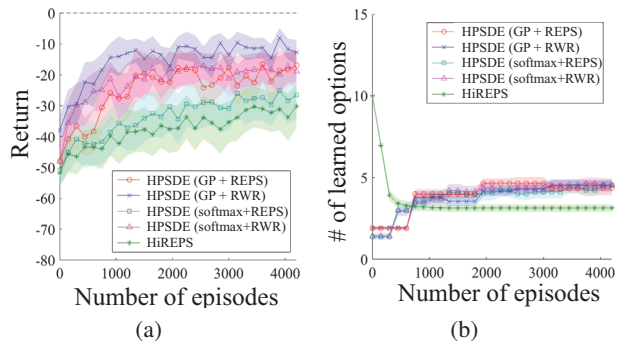 0
-10
-20
-30
-40
-50
-60
-70
-80
Return
HPSDE (GP + REPS)
HPSDE (GP + RWR)
HPSDE (softmax+REPS)
HPSDE (softmax+RWR)
HiREPS
0 1000 2000 3000 4000
Number of episodes
(a)
15
10
5
0
# of learned options
HPSDE (GP + REPS)
HPSDE (GP + RWR)
HPSDE (softmax+REPS)
HPSDE (softmax+RWR)
HiREPS
0 1000 2000 3000 4000
Number of episodes
(b)